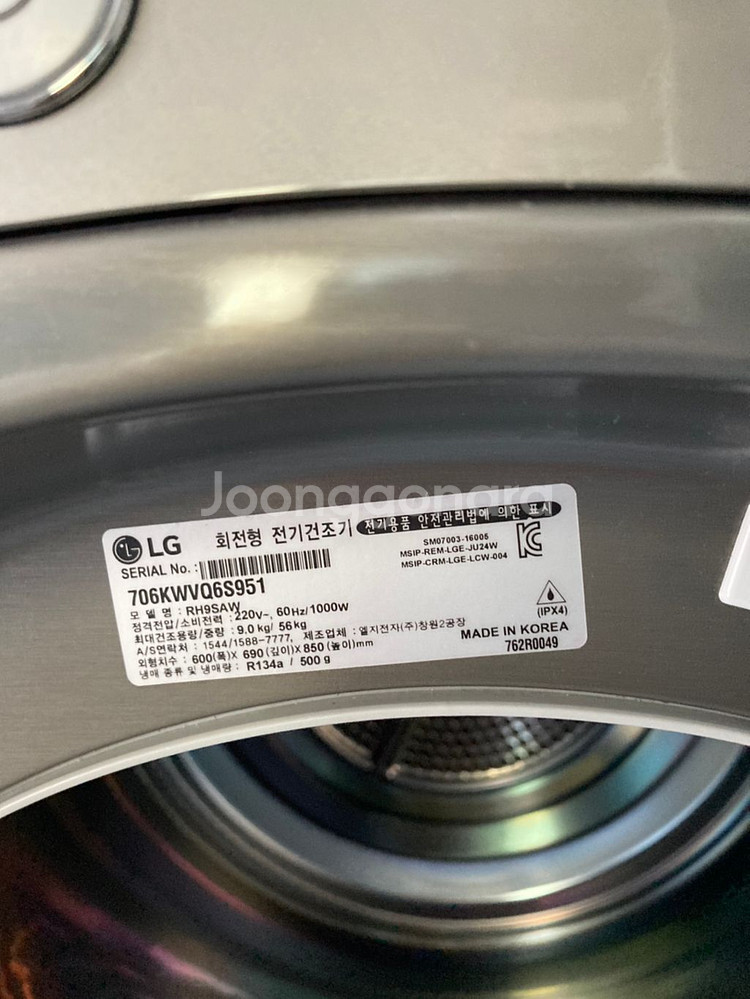 Joonggonara
LG 회전형 전기건조기 전기용품 안전관리법에 의한 표시
SERIAL No. :
SM07003-16005
MSIP-REM-LGE-JU24W
MSIP-CRM-LGE-LCW-004
706KWVQ6S951
모 델 명 : RH9SAW
정격전압/소비전력 : 220V~, 60Hz/1000W
최대건조용량/중량 : 9.0 kg/ 56 kg
A/S연락처 : 1544/1588-7777, 제조업체 : 엘지전자(주)창원2공장
외형치수 : 600(폭)X 690(깊이)X 850(높이)mm
냉매 종류 및 냉매량 : R134a / 500 g
(IPX4)
MADE IN KOREA
762R0049